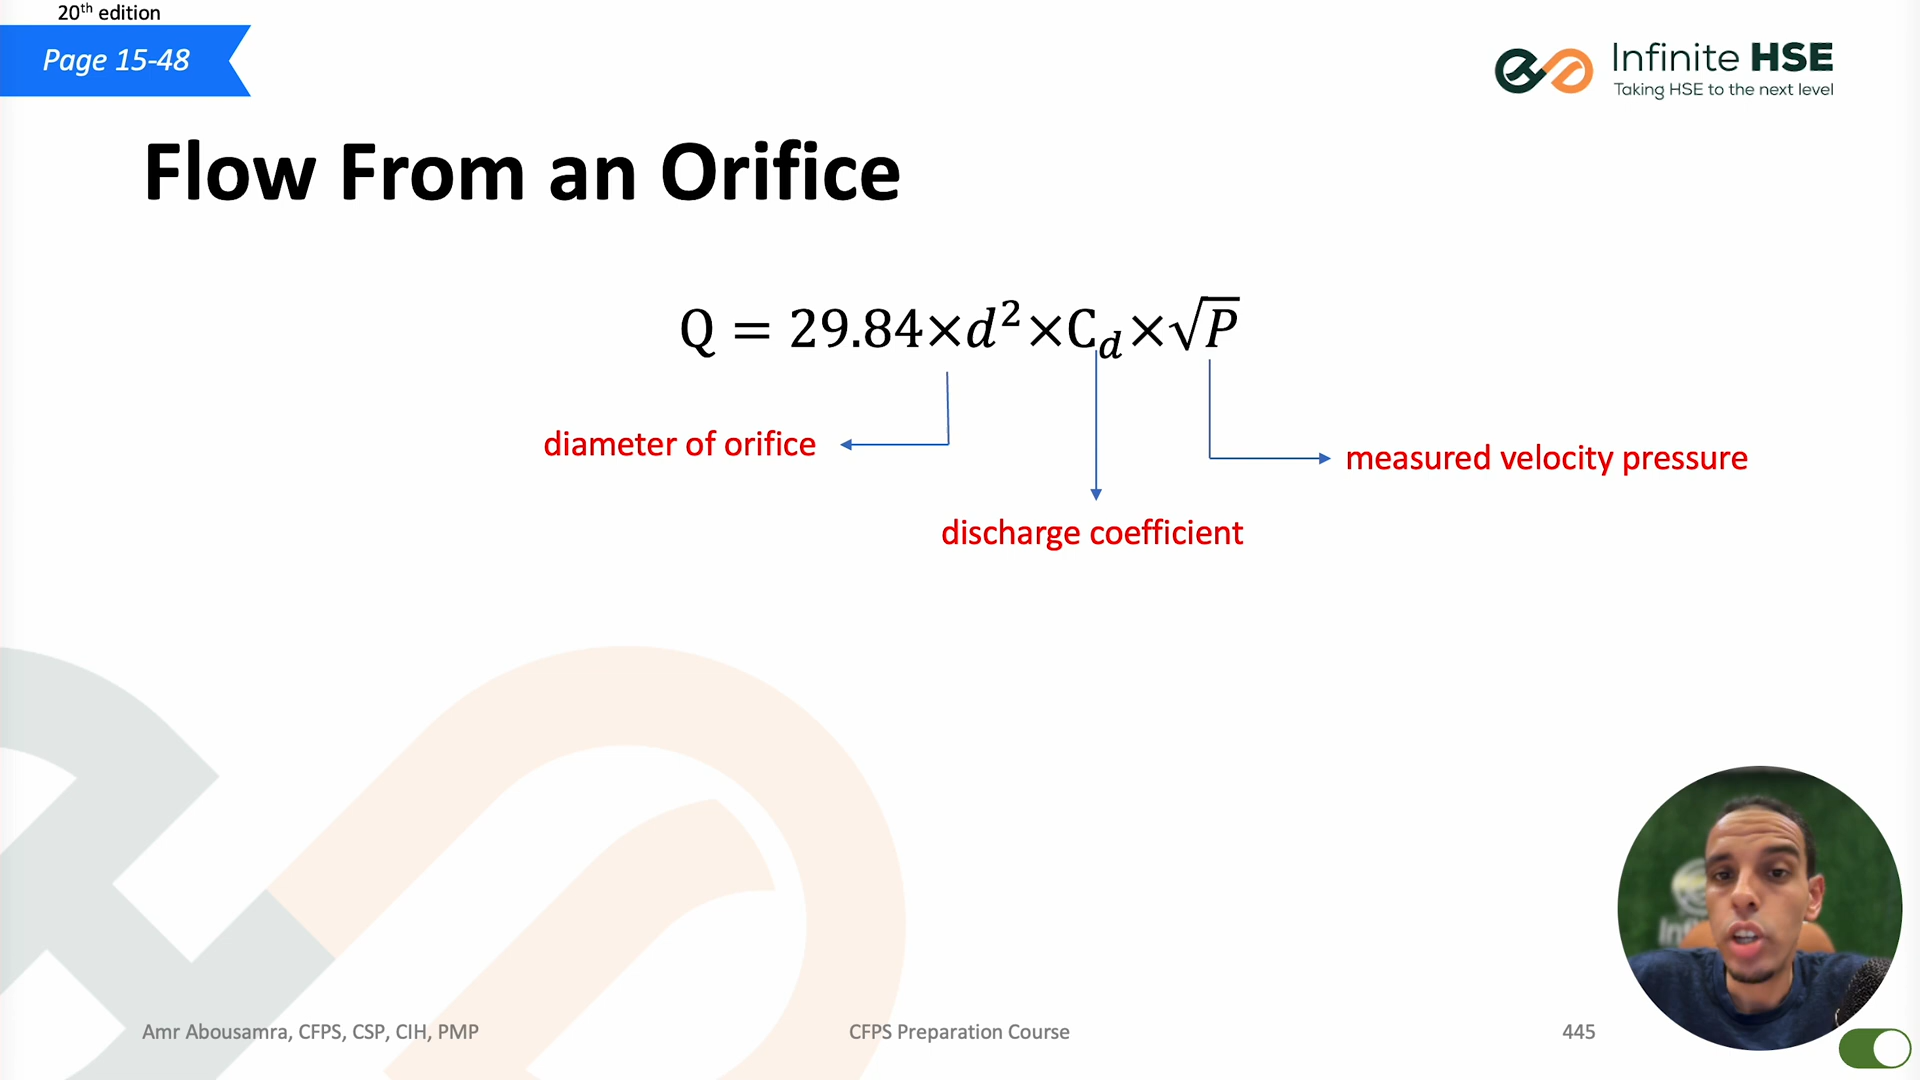 20th edition
Page 15-48
Infinite HSE
Taking HSE to the next level
Flow From an Orifice
Q = 29.84×d²×C_d×√P
diameter of orifice
measured velocity pressure
discharge coefficient
Amr Abousamra, CFPS, CSP, CIH, PMP
CFPS Preparation Course
445